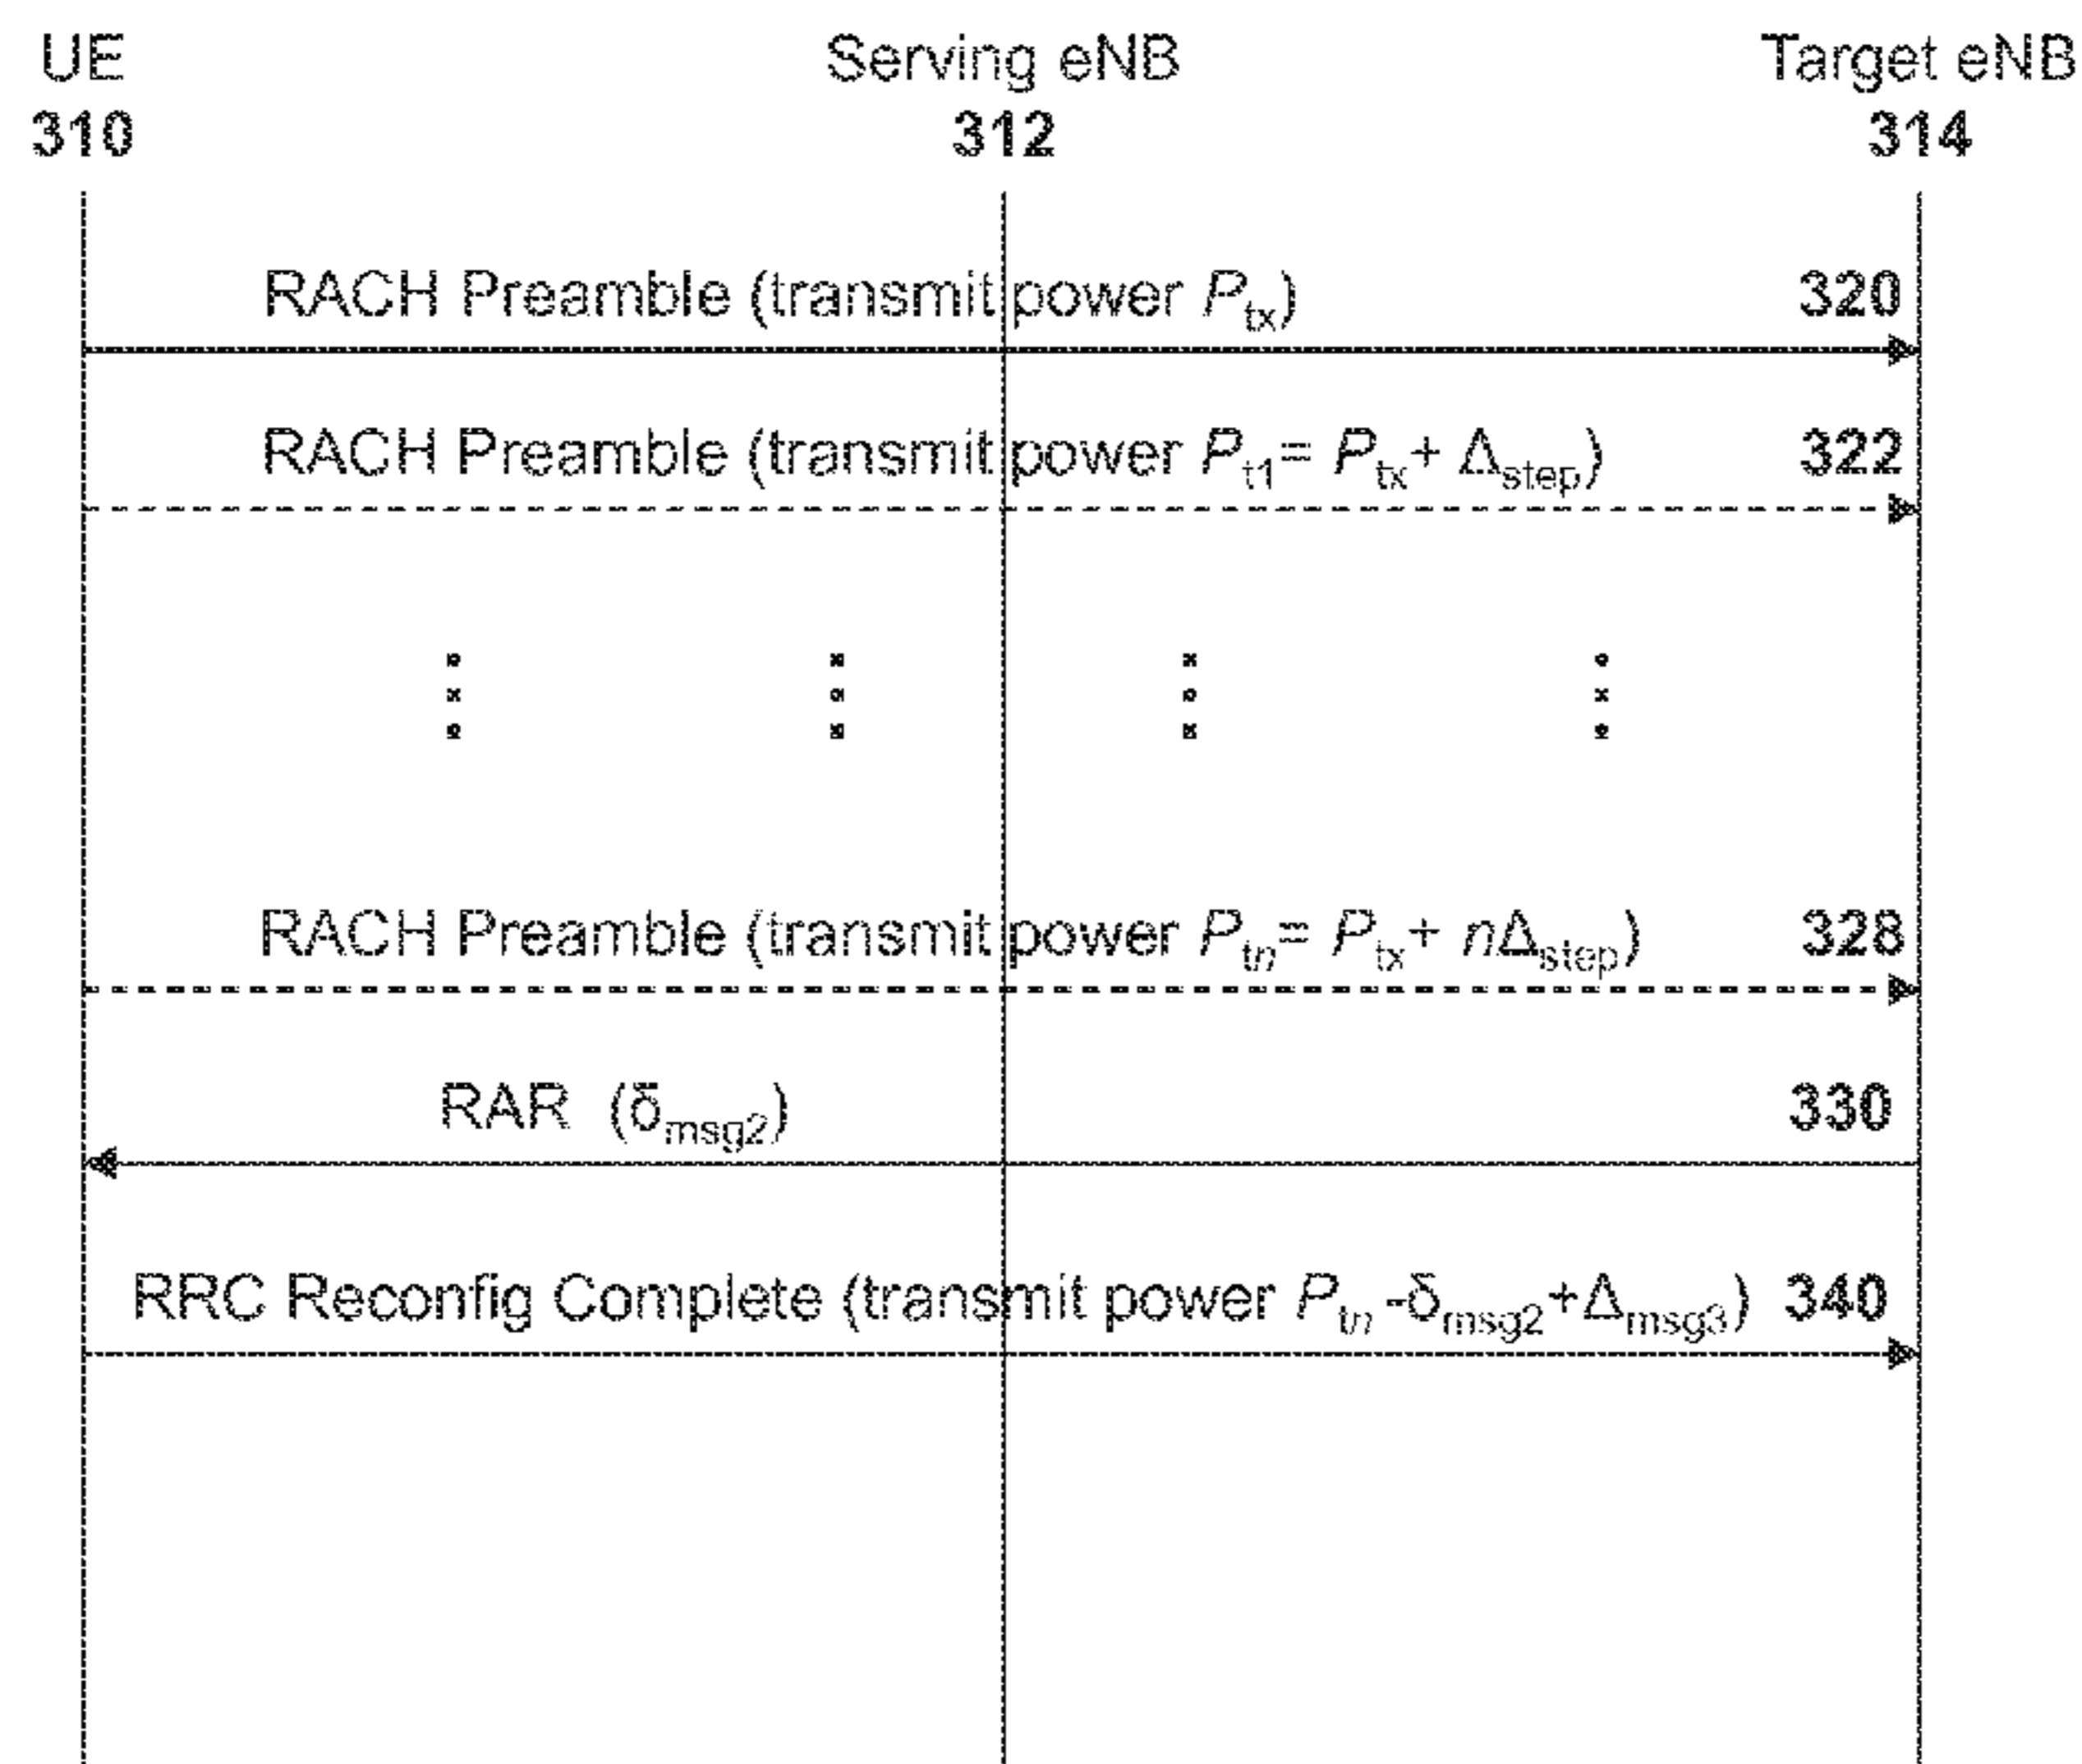 UE Serving eNB Target eNB
310 312 314
RACH Preamble (transmit power Ptx) 320
RACH Preamble (transmit power Pt1= Ptx+ Δstep) 322
RACH Preamble (transmit power Ptn= Ptx+ nΔstep) 328
RAR (δmsg2) 330
RRC Reconfig Complete (transmit power Ptn-δmsg2+Δmsg3) 340